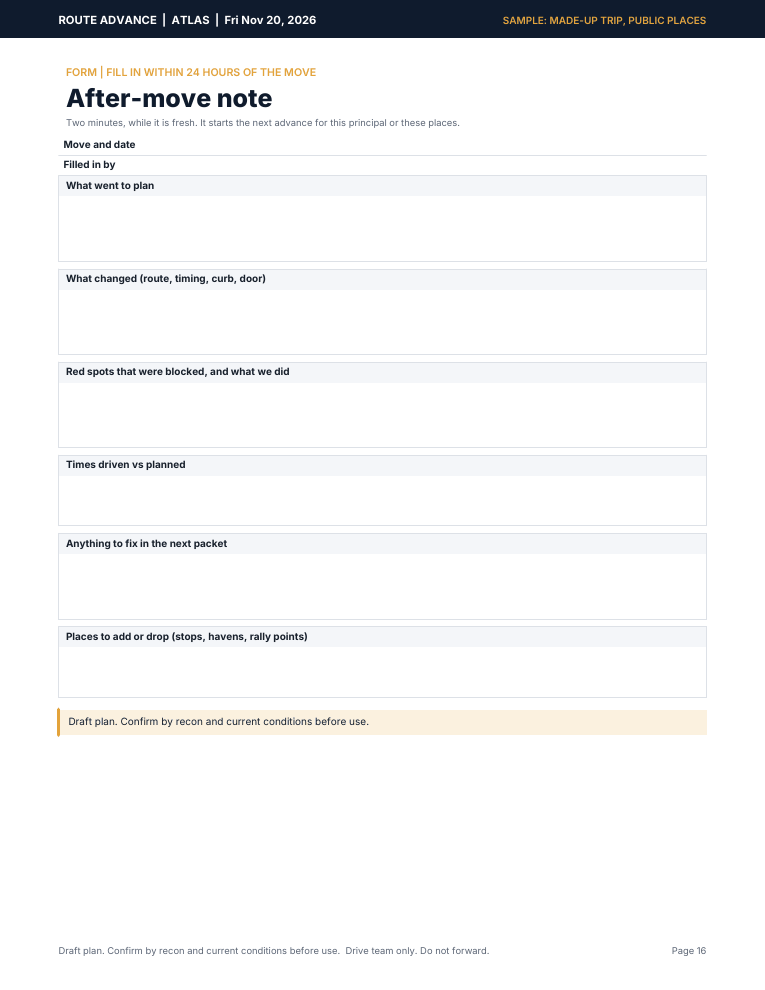 ROUTE ADVANCE | ATLAS | Fri Nov 20, 2026
SAMPLE: MADE-UP TRIP, PUBLIC PLACES
FORM | FILL IN WITHIN 24 HOURS OF THE MOVE
After-move note
Two minutes, while it is fresh. It starts the next advance for this principal or these places.
Move and date
Filled in by
What went to plan
What changed (route, timing, curb, door)
Red spots that were blocked, and what we did
Times driven vs planned
Anything to fix in the next packet
Places to add or drop (stops, havens, rally points)
Draft plan. Confirm by recon and current conditions before use.
Draft plan. Confirm by recon and current conditions before use. Drive team only. Do not forward.
Page 16